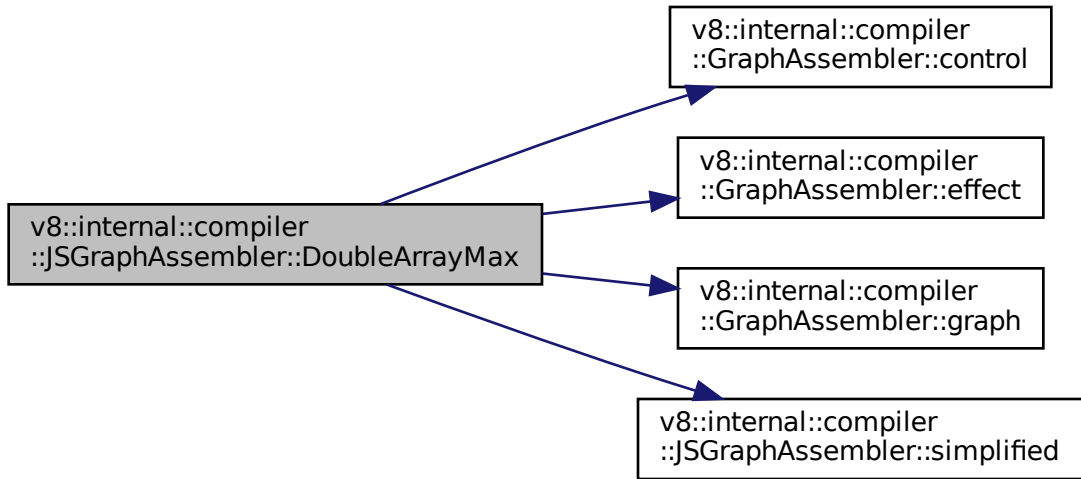 v8::internal::compiler
::GraphAssembler::control
v8::internal::compiler
::GraphAssembler::effect
v8::internal::compiler
::JSGraphAssembler::DoubleArrayMax
v8::internal::compiler
::GraphAssembler::graph
v8::internal::compiler
::JSGraphAssembler::simplified